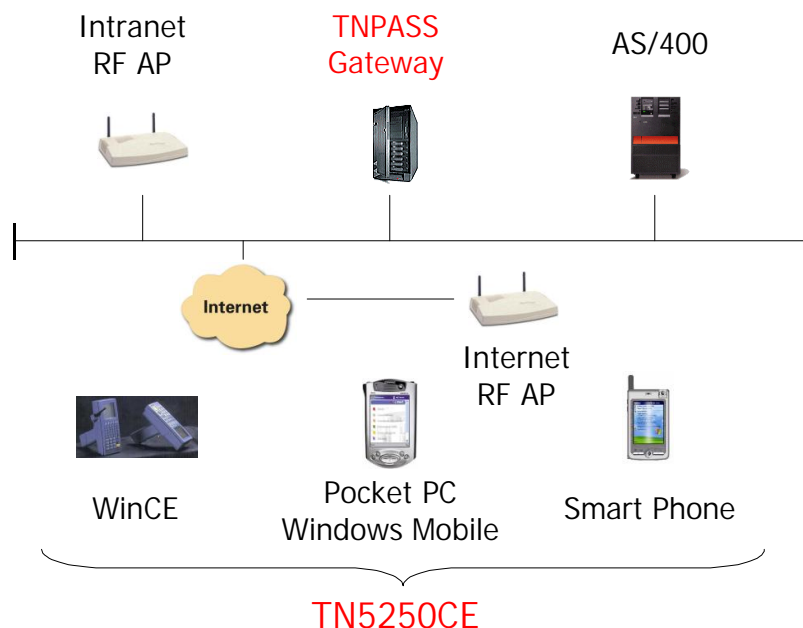 Intranet
RF AP
TNPASS
Gateway
AS/400
Internet
Internet
RF AP
WinCE
Pocket PC
Windows Mobile
Smart Phone
TN5250CE